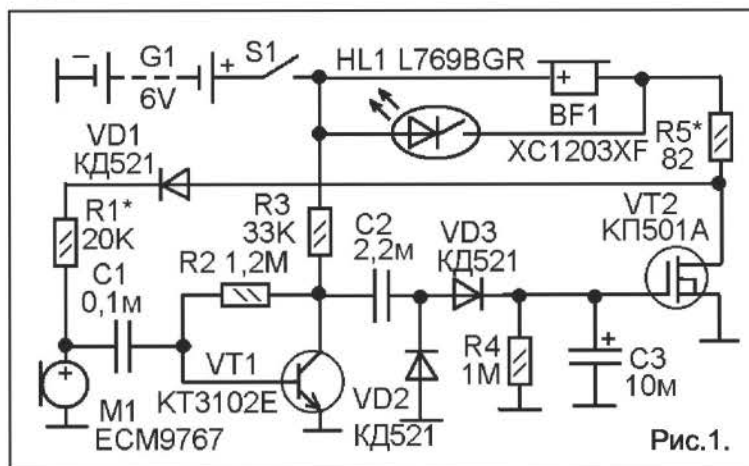 – G1 + S1
6V
HL1 L769BGR
+
BF1
XC1203XF
R5*
82
VD1
КД521
R1*
20K
R3
33K
C2
2,2м
VD3
КД521
VT2
КП501А
C1
0,1м
R2 1,2М
+
M1
ECM9767
VT1
КТ3102Е
VD2
КД521
R4
1М
+
C3
10м
Рис.1.